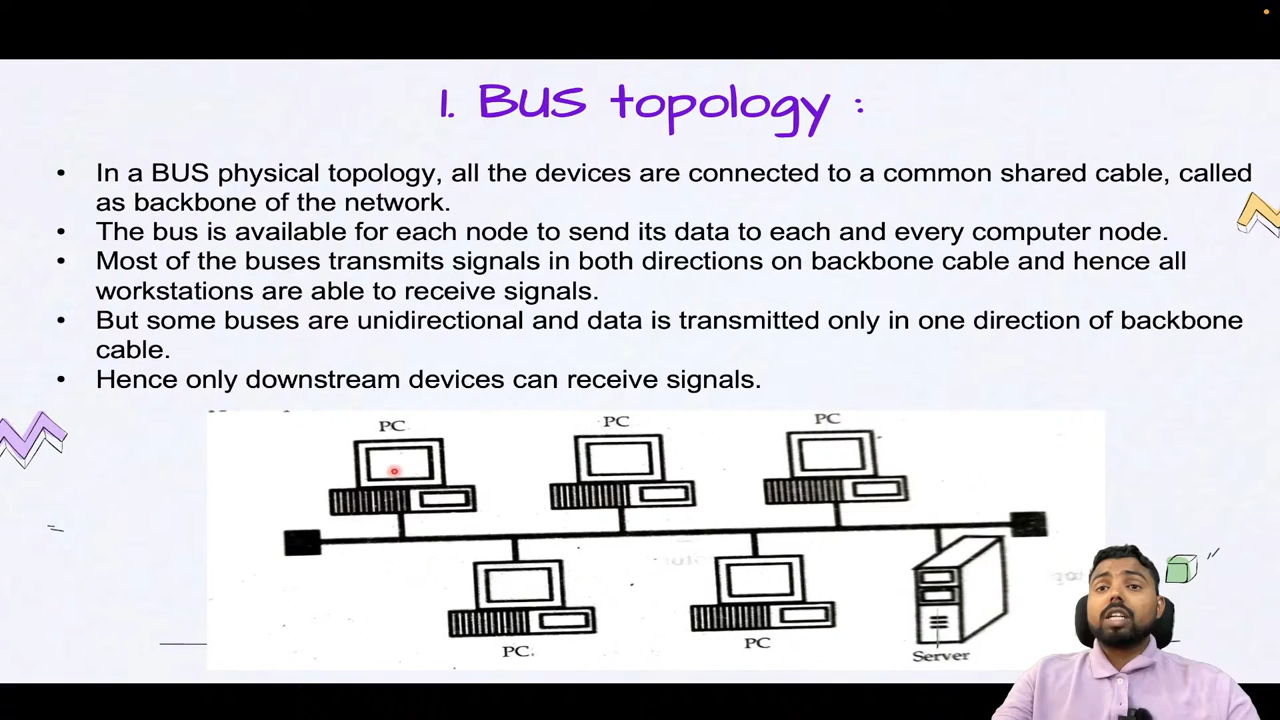 1. BUS topology :
• In a BUS physical topology, all the devices are connected to a common shared cable, called
as backbone of the network.
• The bus is available for each node to send its data to each and every computer node.
• Most of the buses transmits signals in both directions on backbone cable and hence all
workstations are able to receive signals.
• But some buses are unidirectional and data is transmitted only in one direction of backbone
cable.
• Hence only downstream devices can receive signals.
PC
PC
PC
PC.
PC
Server